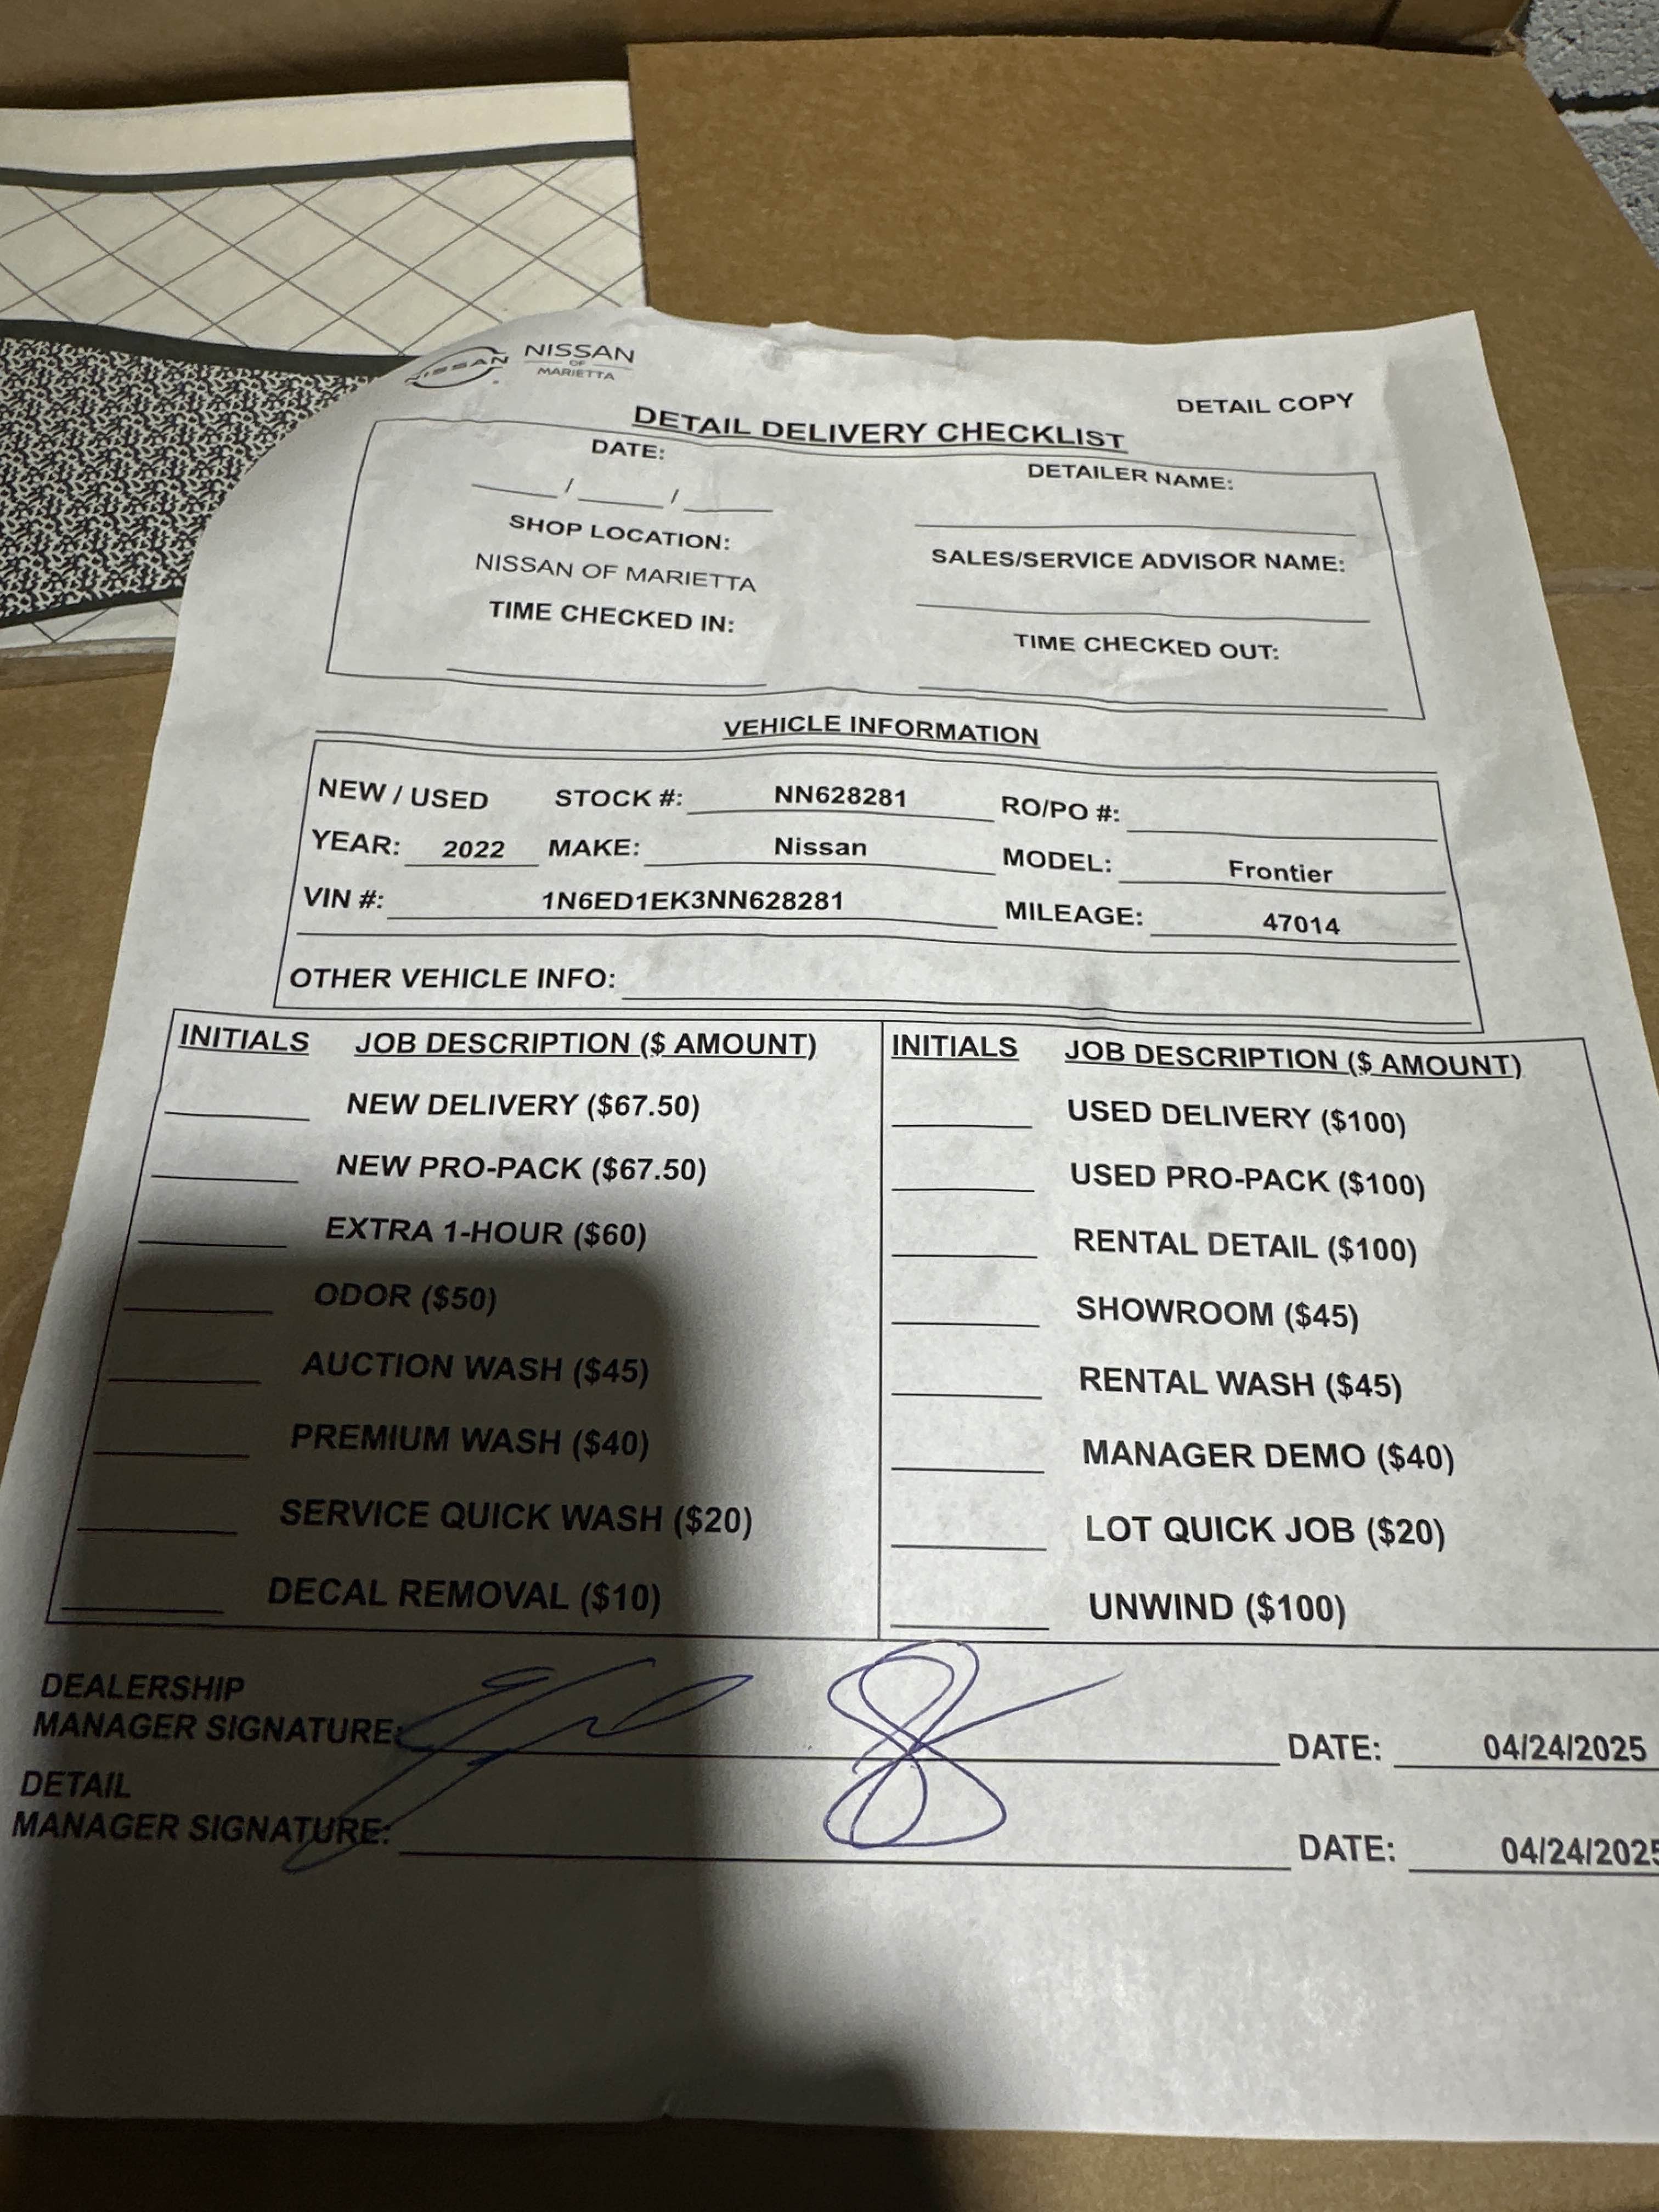 NISSAN
NISSAN
OF
MARIETTA
DETAIL COPY
DETAIL DELIVERY CHECKLIST
DATE:
____/____/____
DETAILER NAME:
SHOP LOCATION:
NISSAN OF MARIETTA
SALES/SERVICE ADVISOR NAME:
TIME CHECKED IN:
TIME CHECKED OUT:
VEHICLE INFORMATION
NEW / USED STOCK #: NN628281 RO/PO #:
YEAR: 2022 MAKE: Nissan MODEL: Frontier
VIN #: 1N6ED1EK3NN628281 MILEAGE: 47014
OTHER VEHICLE INFO:
INITIALS JOB DESCRIPTION ($ AMOUNT)
NEW DELIVERY ($67.50)
NEW PRO-PACK ($67.50)
EXTRA 1-HOUR ($60)
ODOR ($50)
AUCTION WASH ($45)
PREMIUM WASH ($40)
SERVICE QUICK WASH ($20)
DECAL REMOVAL ($10)
INITIALS JOB DESCRIPTION ($ AMOUNT)
USED DELIVERY ($100)
USED PRO-PACK ($100)
RENTAL DETAIL ($100)
SHOWROOM ($45)
RENTAL WASH ($45)
MANAGER DEMO ($40)
LOT QUICK JOB ($20)
UNWIND ($100)
DEALERSHIP
MANAGER SIGNATURE: DATE: 04/24/2025
DETAIL
MANAGER SIGNATURE: DATE: 04/24/2025